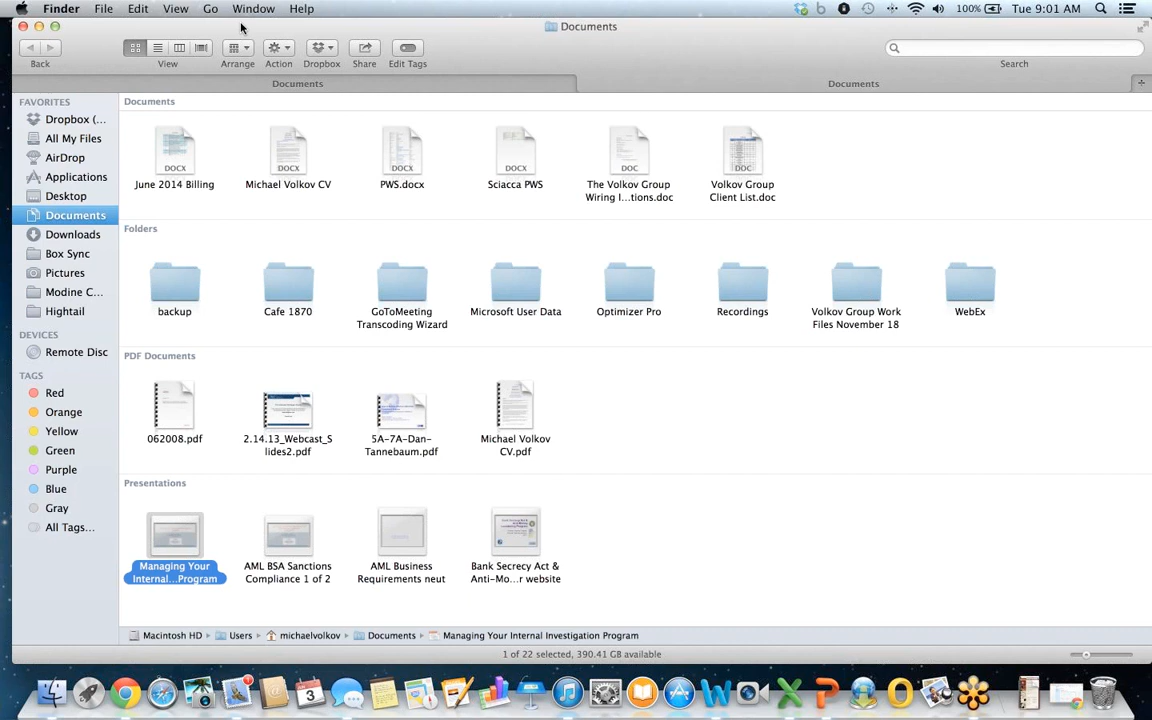 Finder File Edit View Go Window Help 100% Tue 9:01 AM
Documents
Back View Arrange Action Dropbox Share Edit Tags Search
Documents Documents
FAVORITES
Dropbox (...
All My Files
AirDrop
Applications
Desktop
Documents
Downloads
Box Sync
Pictures
Modine C...
Hightail
DEVICES
Remote Disc
TAGS
Red
Orange
Yellow
Green
Purple
Blue
Gray
All Tags...
Documents
DOCX DOCX DOCX DOCX DOC DOC
June 2014 Billing Michael Volkov CV PWS.docx Sciacca PWS The Volkov Group Volkov Group
Wiring I...tions.doc Client List.doc
Folders
backup Cafe 1870 GoToMeeting Microsoft User Data Optimizer Pro Recordings Volkov Group Work WebEx
Transcoding Wizard Files November 18
PDF Documents
062008.pdf 2.14.13_Webcast_S 5A-7A-Dan- Michael Volkov
lides2.pdf Tannebaum.pdf CV.pdf
Presentations
Managing Your AML BSA Sanctions AML Business Bank Secrecy Act &
Internal...Program Compliance 1 of 2 Requirements neut Anti-Mo...r website
Macintosh HD Users michaelvolkov Documents Managing Your Internal Investigation Program
1 of 22 selected, 390.41 GB available